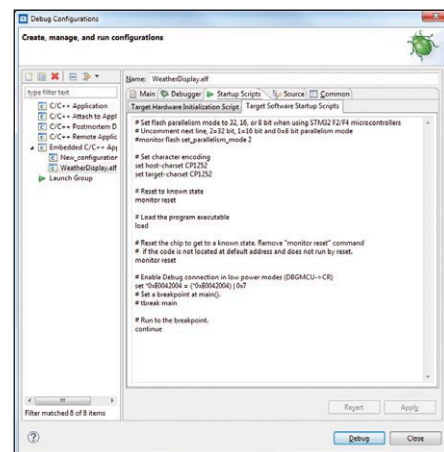 Debug Configurations
Create, manage, and run configurations
type filter text
C/C++ Application
C/C++ Attach to Appl
C/C++ Postmortem D
C/C++ Remote Applic
Embedded C/C++ App
New_configuration
WeatherDisplay.elf
Launch Group
Filter matched 8 of 8 items
Name: WeatherDisplay.elf
Main Debugger Startup Scripts Source Common
Target Hardware Initialization Script Target Software Startup Scripts
# Set flash parallelism mode to 32, 16, or 8 bit when using STM32 F2/F4 microcontrollers
# Uncomment next line, 2=32 bit, 1=16 bit and 0=8 bit parallelism mode
#monitor flash set_parallelism_mode 2
# Set character encoding
set host-charset CP1252
set target-charset CP1252
# Reset to known state
monitor reset
# Load the program executable
load
# Reset the chip to get to a known state. Remove "monitor reset" command
# if the code is not located at default address and does not run by reset.
monitor reset
# Enable Debug connection in low power modes (DBGMCU->CR)
set *0xE0042004 = (*0xE0042004) | 0x7
# Set a breakpoint at main().
# tbreak main
# Run to the breakpoint.
continue
Revert Apply
? Debug Close